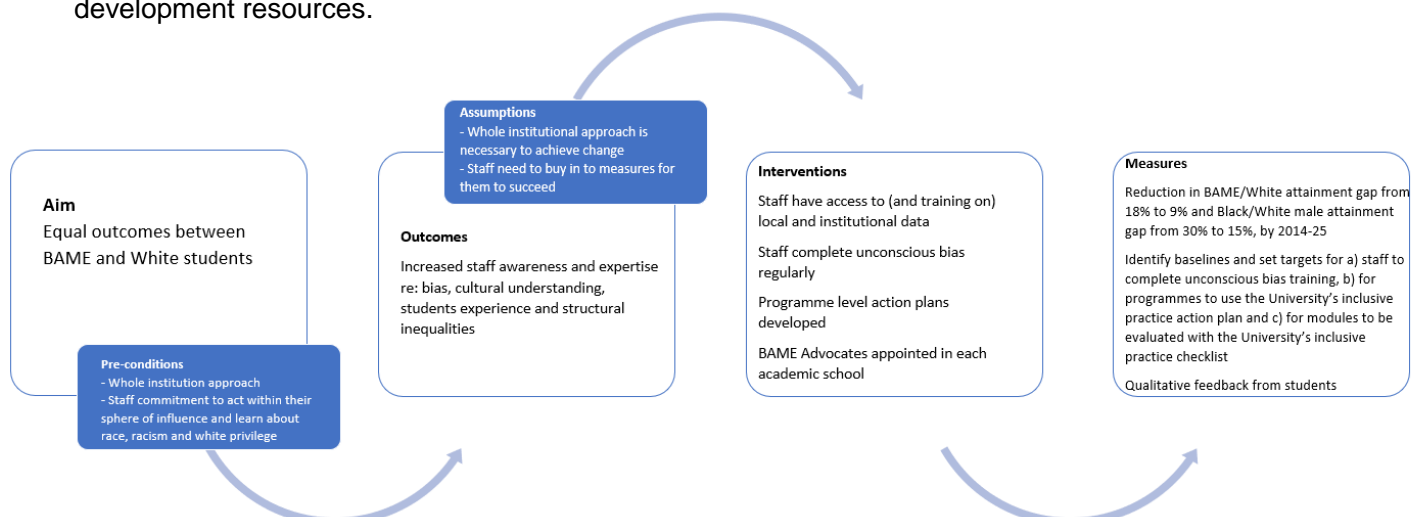 development resources.
Aim
Equal outcomes between
BAME and White students
Pre-conditions
- Whole institution approach
- Staff commitment to act within their
sphere of influence and learn about
race, racism and white privilege
Assumptions
- Whole institutional approach is
necessary to achieve change
- Staff need to buy in to measures for
them to succeed
Outcomes
Increased staff awareness and expertise
re: bias, cultural understanding,
students experience and structural
inequalities
Interventions
Staff have access to (and training on)
local and institutional data
Staff complete unconscious bias
regularly
Programme level action plans
developed
BAME Advocates appointed in each
academic school
Measures
Reduction in BAME/White attainment gap from
18% to 9% and Black/White male attainment
gap from 30% to 15%, by 2014-25
Identify baselines and set targets for a) staff to
complete unconscious bias training, b) for
programmes to use the University's inclusive
practice action plan and c) for modules to be
evaluated with the University's inclusive
practice checklist
Qualitative feedback from students